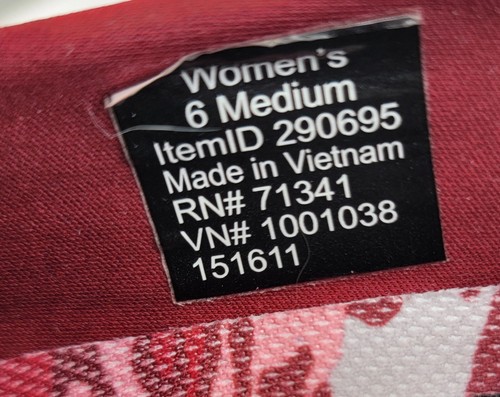 Women's
6 Medium
ItemID 290695
Made in Vietnam
RN# 71341
VN# 1001038
151611